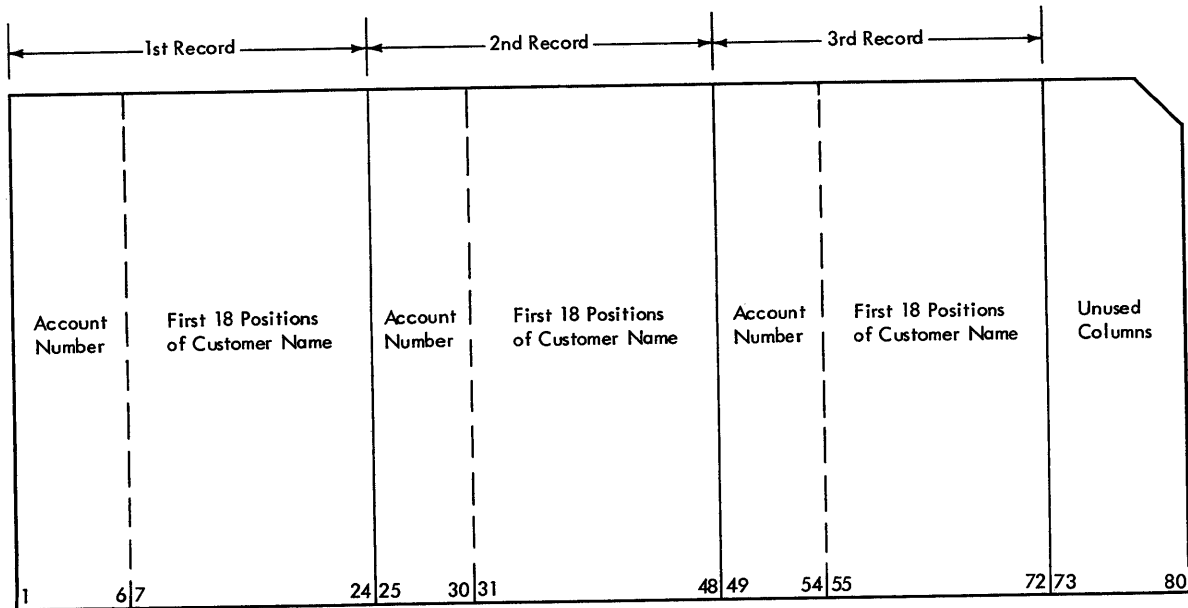 1st Record 2nd Record 3rd Record
Account Number First 18 Positions of Customer Name Account Number First 18 Positions of Customer Name Account Number First 18 Positions of Customer Name Unused Columns
1 6 7 24 25 30 31 48 49 54 55 72 73 80